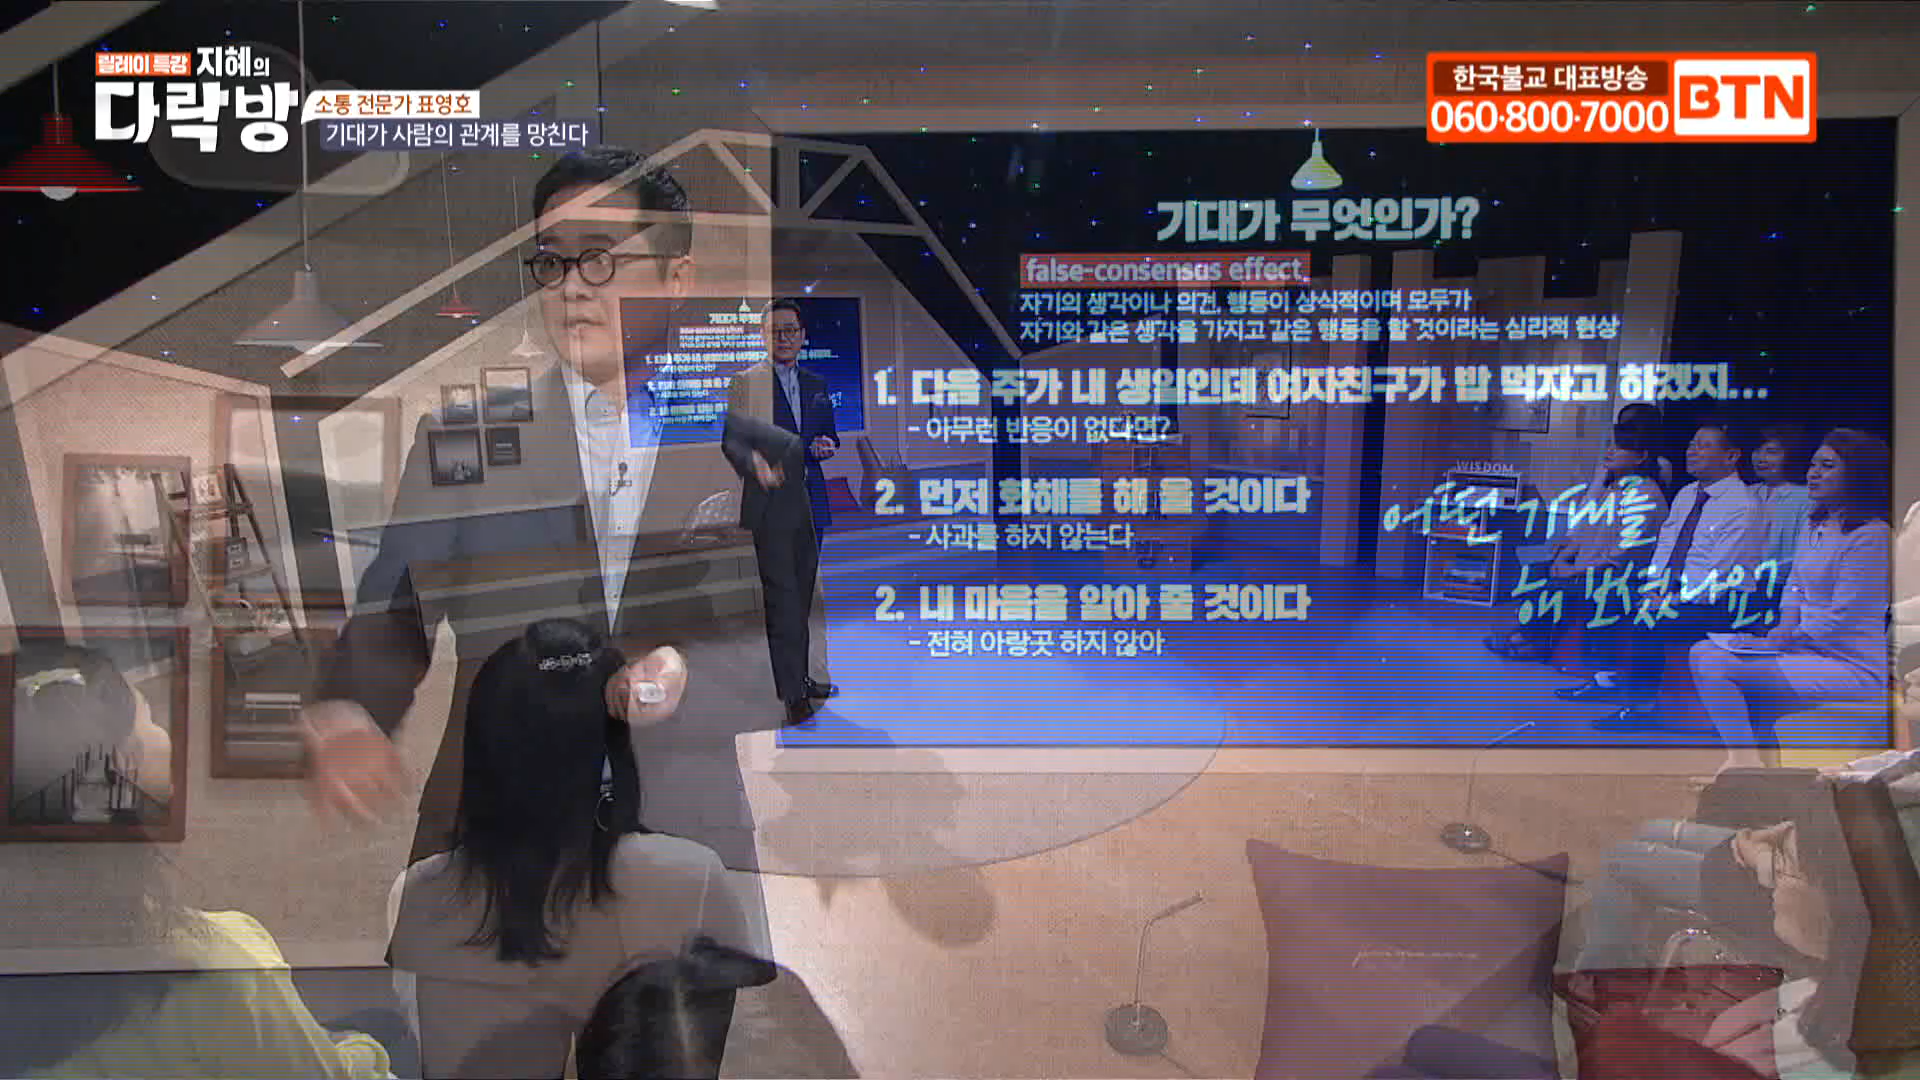 릴레이 특강 지혜의
다락방
소통 전문가 표영호
기대가 사람의 관계를 망친다
한국불교 대표방송
060·800·7000
BTN
기대가 무엇인가?
false-consensus effect.
자기의 생각이나 의견, 행동이 상식적이며 모두가
자기와 같은 생각을 가지고 같은 행동을 할 것이라는 심리적 현상
1. 다음 주가 내 생일인데 여자친구가 밥 먹자고 하겠지...
- 아무런 반응이 없다면?
2. 먼저 화해를 해 올 것이다
- 사과를 하지 않는다
2. 내 마음을 알아 줄 것이다
- 전혀 아랑곳 하지 않아
어떤 기대를
해 보셨나요?
WISDOM